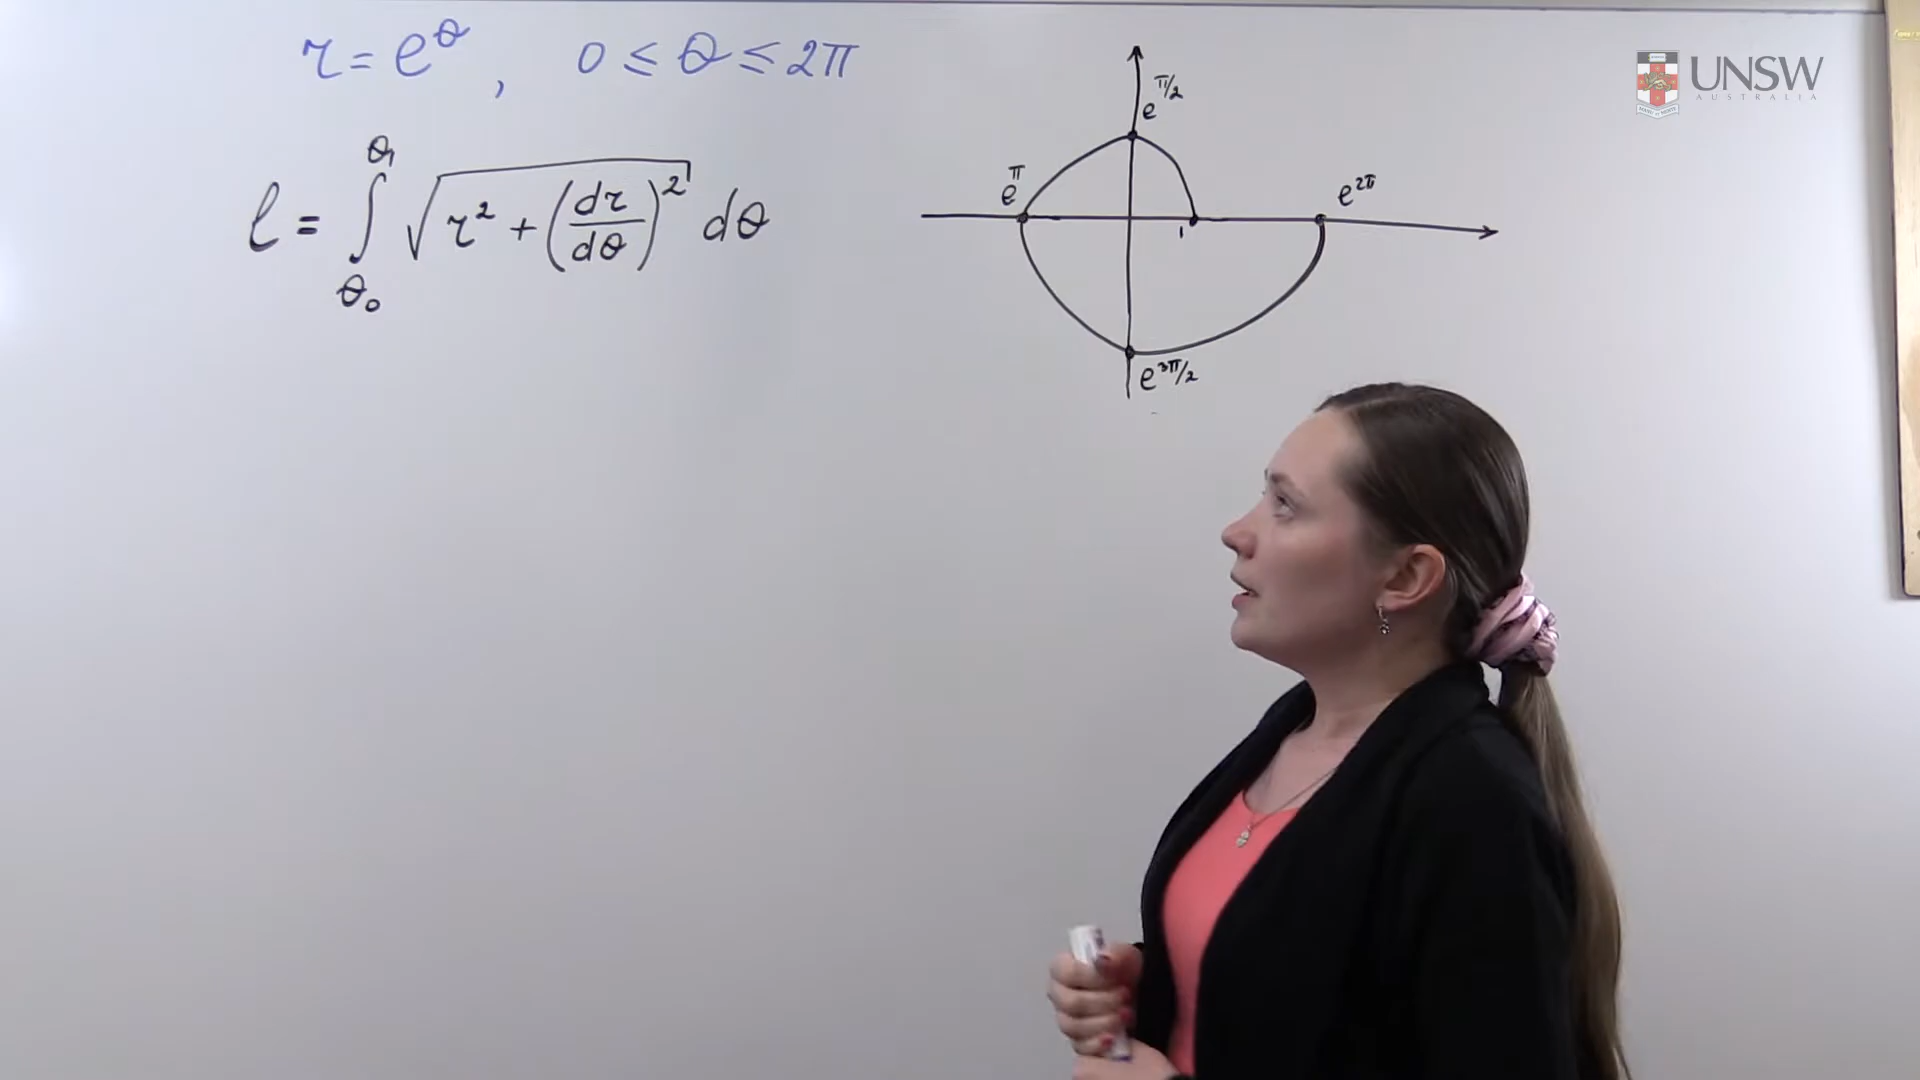 r = e^θ, 0 ≤ θ ≤ 2π
ℓ = ∫_{θ₀}^{θ₁} √(r² + (dr/dθ)²) dθ
e^{π/2}
e^π
1
e^{2π}
e^{3π/2}
UNSW
AUSTRALIA